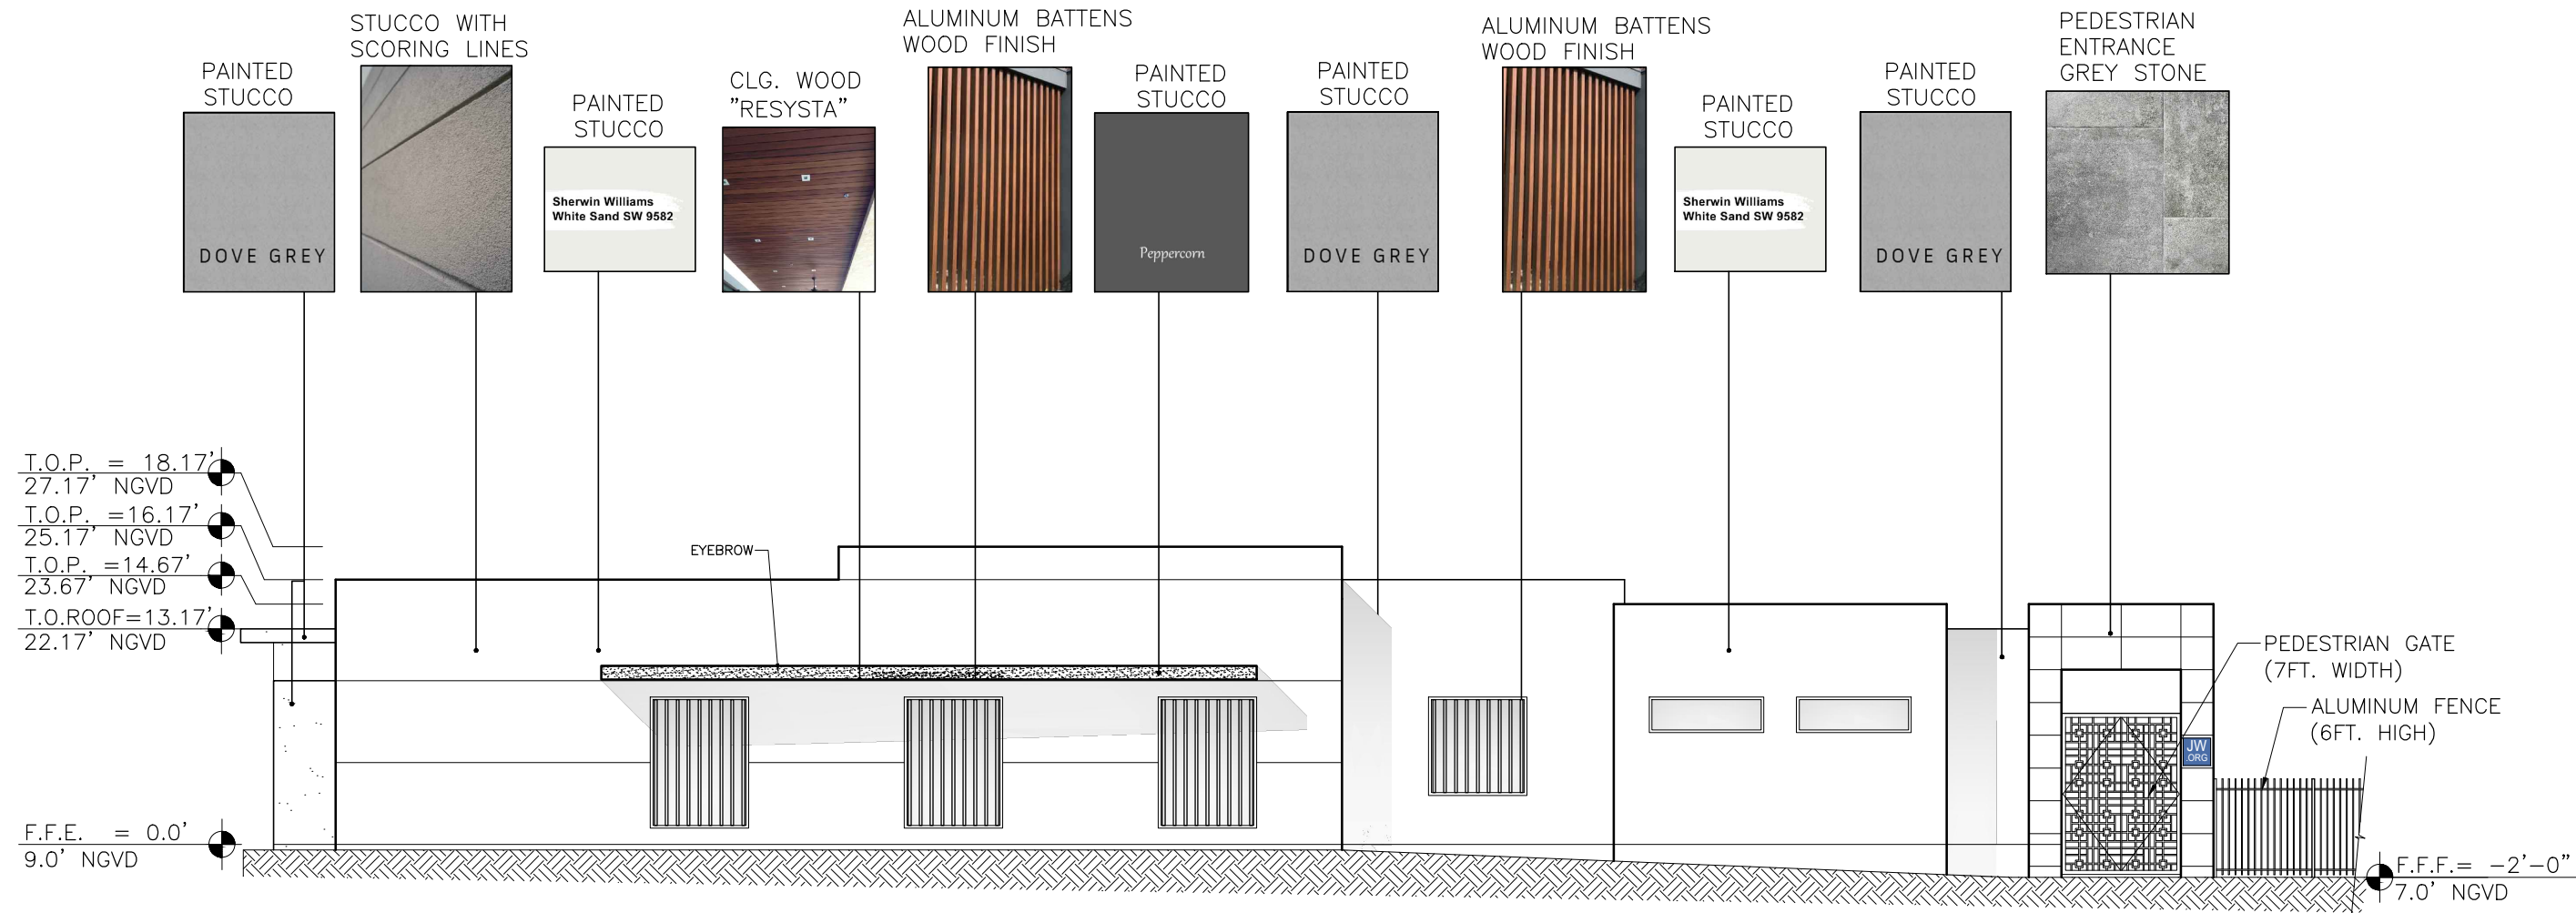 PAINTED
STUCCO
DOVE GREY
STUCCO WITH
SCORING LINES
PAINTED
STUCCO
Sherwin Williams
White Sand SW 9582
CLG. WOOD
"RESYSTA"
ALUMINUM BATTENS
WOOD FINISH
PAINTED
STUCCO
Peppercorn
PAINTED
STUCCO
DOVE GREY
ALUMINUM BATTENS
WOOD FINISH
PAINTED
STUCCO
Sherwin Williams
White Sand SW 9582
PAINTED
STUCCO
DOVE GREY
PEDESTRIAN
ENTRANCE
GREY STONE
T.O.P. = 18.17'
27.17' NGVD
T.O.P. =16.17'
25.17' NGVD
T.O.P. =14.67'
23.67' NGVD
T.O.ROOF=13.17'
22.17' NGVD
F.F.E. = 0.0'
9.0' NGVD
EYEBROW
PEDESTRIAN GATE
(7FT. WIDTH)
ALUMINUM FENCE
(6FT. HIGH)
JW
.ORG
F.F.F.= -2'-0"
7.0' NGVD